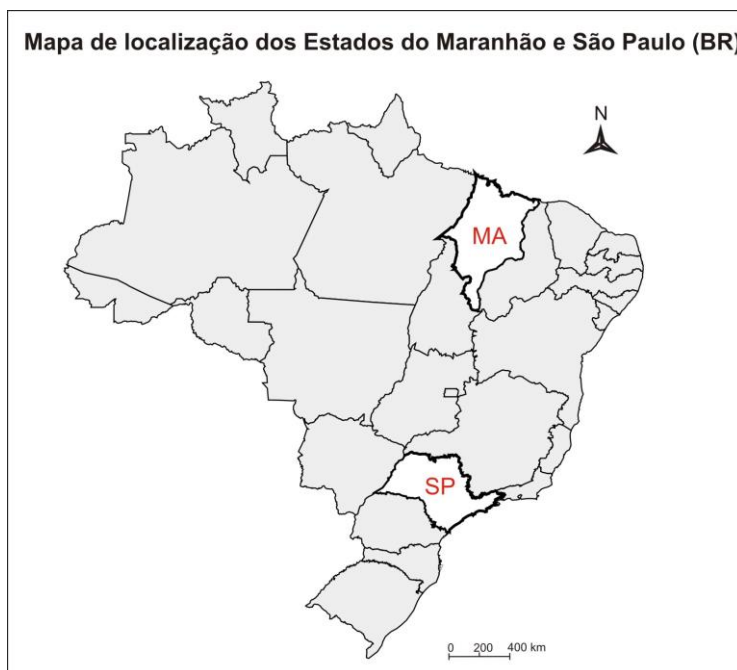 Mapa de localização dos Estados do Maranhão e São Paulo (BR)
N
MA
SP
0 200 400 km